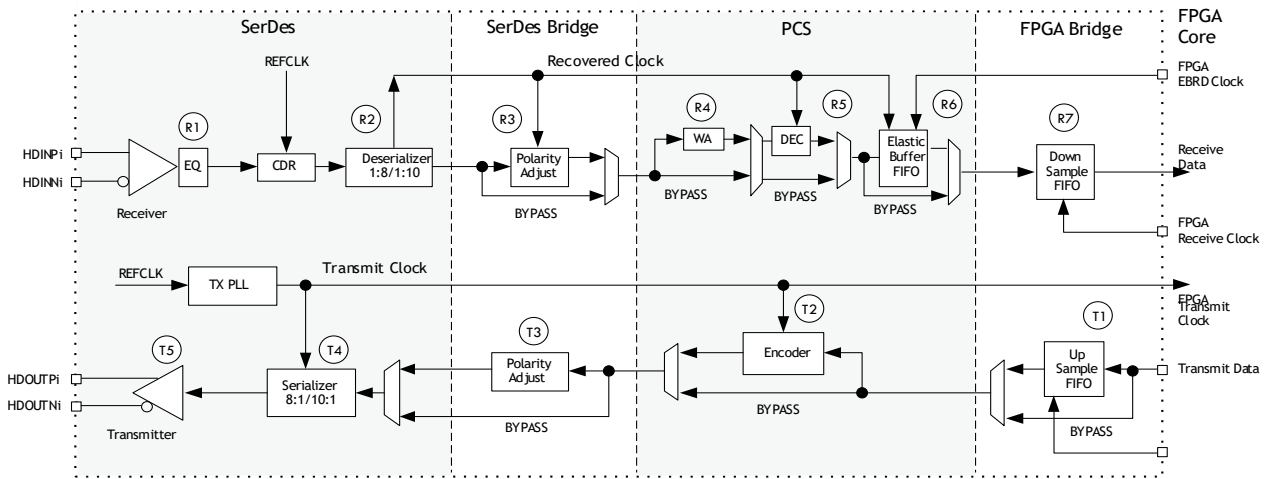 SerDes
SerDes Bridge
PCS
FPGA Bridge
FPGA
Core
REFCLK
Recovered Clock
FPGA
EBRD Clock
R1
R2
R3
R4
R5
R6
R7
HDINPi
HDINNi
EQ
CDR
Deserializer
1:8/1:10
Polarity
Adjust
WA
DEC
Elastic
Buffer
FIFO
Down
Sample
FIFO
Receive
Data
Receiver
BYPASS
BYPASS
BYPASS
BYPASS
FPGA
Receive Clock
REFCLK
TX PLL
Transmit Clock
FPGA
Transmit
Clock
T5
T4
T3
T2
T1
HDOUTPi
HDOUTNi
Serializer
8:1/10:1
Polarity
Adjust
Encoder
Up
Sample
FIFO
Transmit Data
Transmitter
BYPASS
BYPASS
BYPASS